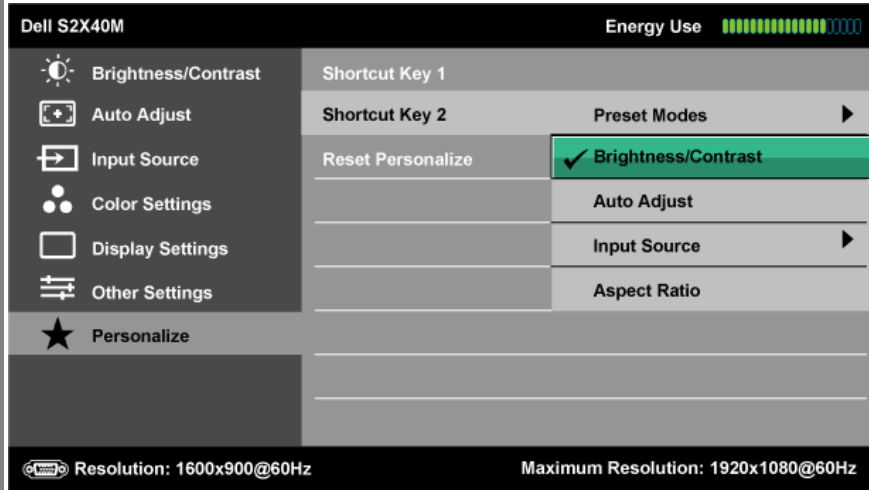 Dell S2X40M Energy Use
Brightness/Contrast Shortcut Key 1
Auto Adjust Shortcut Key 2 Preset Modes
Input Source Reset Personalize Brightness/Contrast
Color Settings Auto Adjust
Display Settings Input Source
Other Settings Aspect Ratio
Personalize
Resolution: 1600x900@60Hz Maximum Resolution: 1920x1080@60Hz